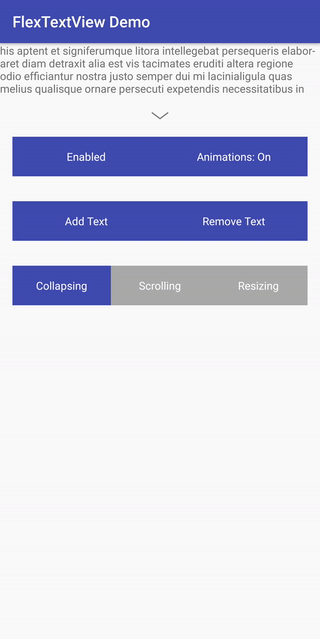 FlexTextView Demo
his aptent et signiferumque litora intellegebat persequeris elabor-
aret diam detraxit alia est vis tacimates eruditi altera regione
odio efficiantur nostra justo semper dui mi lacinialigula quas
melius qualisque ornare persecuti expetendis necessitatibus in
Enabled Animations: On
Add Text Remove Text
Collapsing Scrolling Resizing